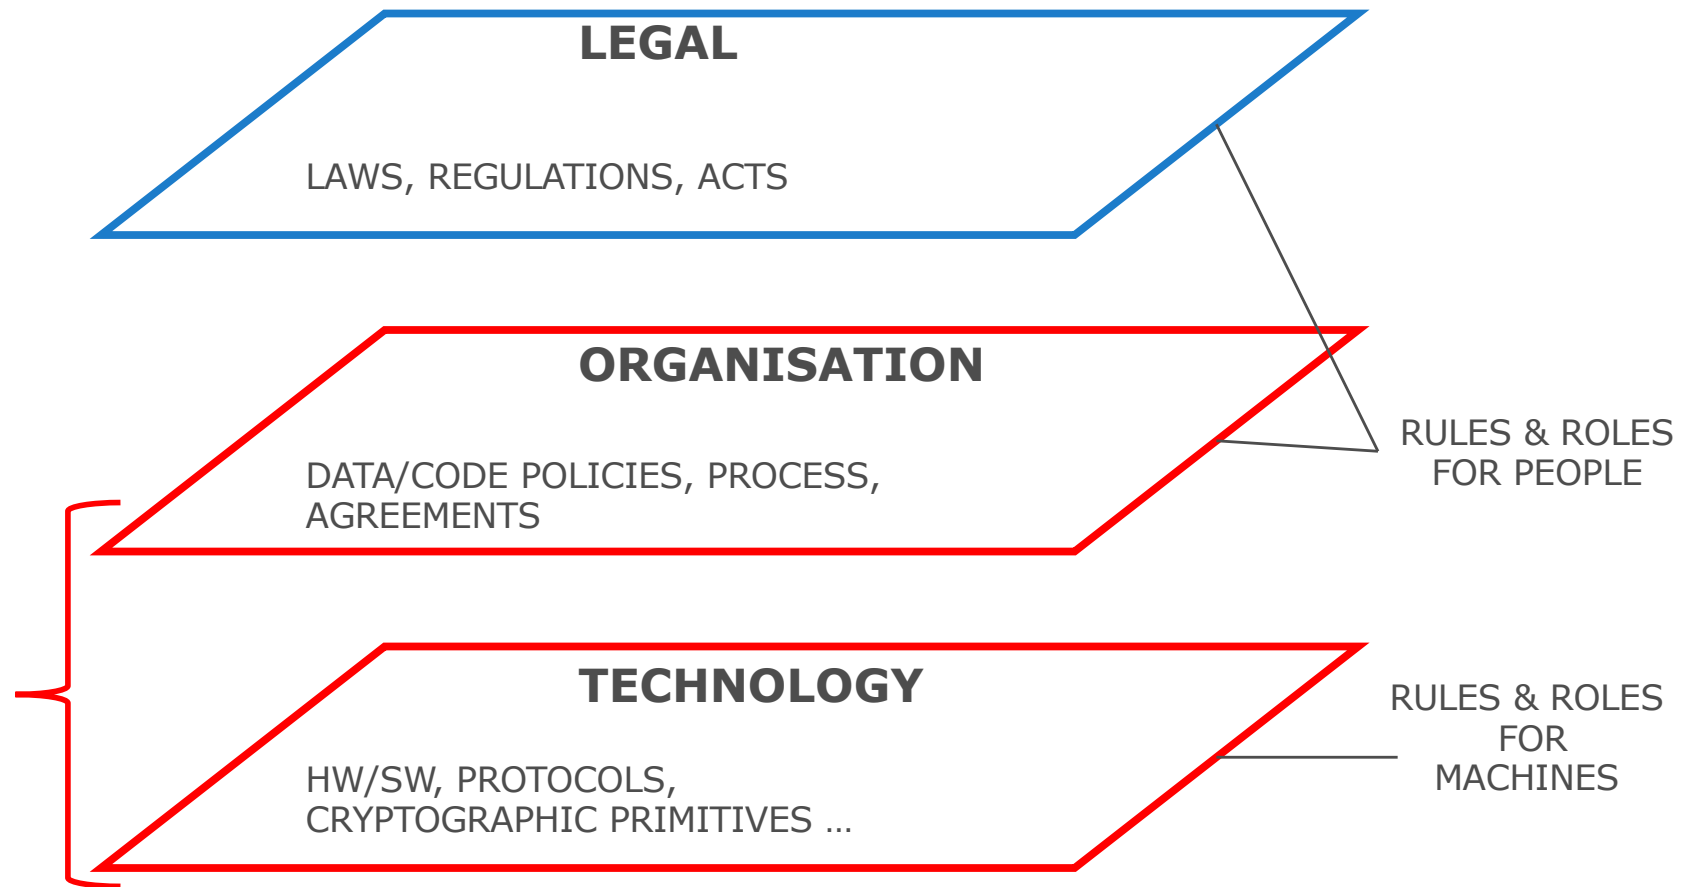 LEGAL
LAWS, REGULATIONS, ACTS
ORGANISATION
DATA/CODE POLICIES, PROCESS,
AGREEMENTS
RULES & ROLES
FOR PEOPLE
TECHNOLOGY
HW/SW, PROTOCOLS,
CRYPTOGRAPHIC PRIMITIVES …
RULES & ROLES
FOR
MACHINES